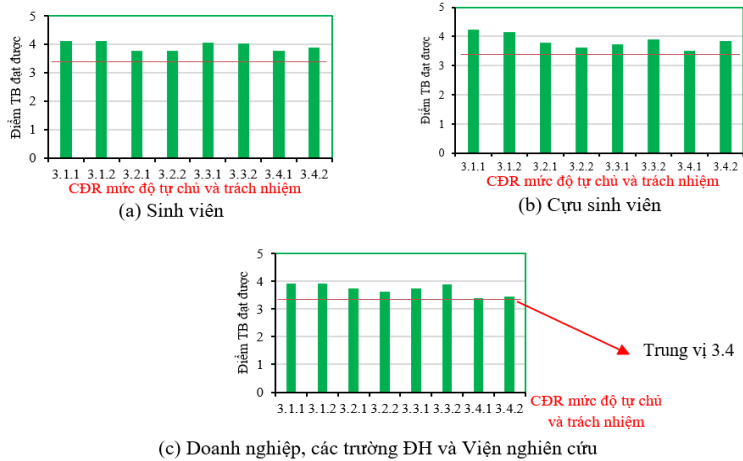 Điểm TB đạt được
5
4
3
2
1
0
3.1.1 3.1.2 3.2.1 3.2.2 3.3.1 3.3.2 3.4.1 3.4.2
CĐR mức độ tự chủ và trách nhiệm
(a) Sinh viên
Điểm TB đạt được
5
4
3
2
1
0
3.1.1 3.1.2 3.2.1 3.2.2 3.3.1 3.3.2 3.4.1 3.4.2
CĐR mức độ tự chủ và trách nhiệm
(b) Cựu sinh viên
Điểm TB đạt được
5
4
3
2
1
0
3.1.1 3.1.2 3.2.1 3.2.2 3.3.1 3.3.2 3.4.1 3.4.2
Trung vị 3.4
CĐR mức độ tự chủ
và trách nhiệm
(c) Doanh nghiệp, các trường ĐH và Viện nghiên cứu